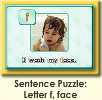 f
I wash my face.
Sentence Puzzle:
Letter f, face